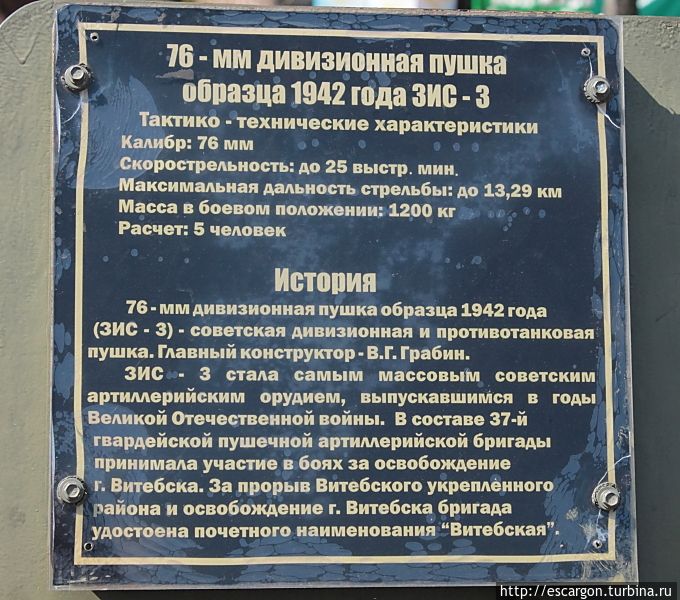 76 - мм дивизионная пушка
образца 1942 года ЗИС - 3
Тактико - технические характеристики
Калибр: 76 мм
Скорострельность: до 25 выстр. мин.
Максимальная дальность стрельбы: до 13,29 км
Масса в боевом положении: 1200 кг
Расчет: 5 человек
История
76 - мм дивизионная пушка образца 1942 года
(ЗИС - 3) - советская дивизионная и противотанковая
пушка. Главный конструктор - В.Г. Грабин.
ЗИС - 3 стала самым массовым советским
артиллерийским орудием, выпускавшимся в годы
Великой Отечественной войны. В составе 37-й
гвардейской пушечной артиллерийской бригады
принимала участие в боях за освобождение
г. Витебска. За прорыв Витебского укрепленного
района и освобождение г. Витебска бригада
удостоена почетного наименования “Витебская”.
http://escargon.turbina.ru